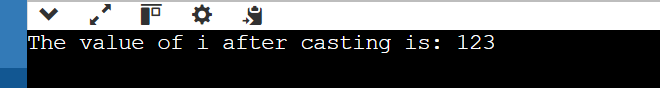 The value of i after casting is: 123